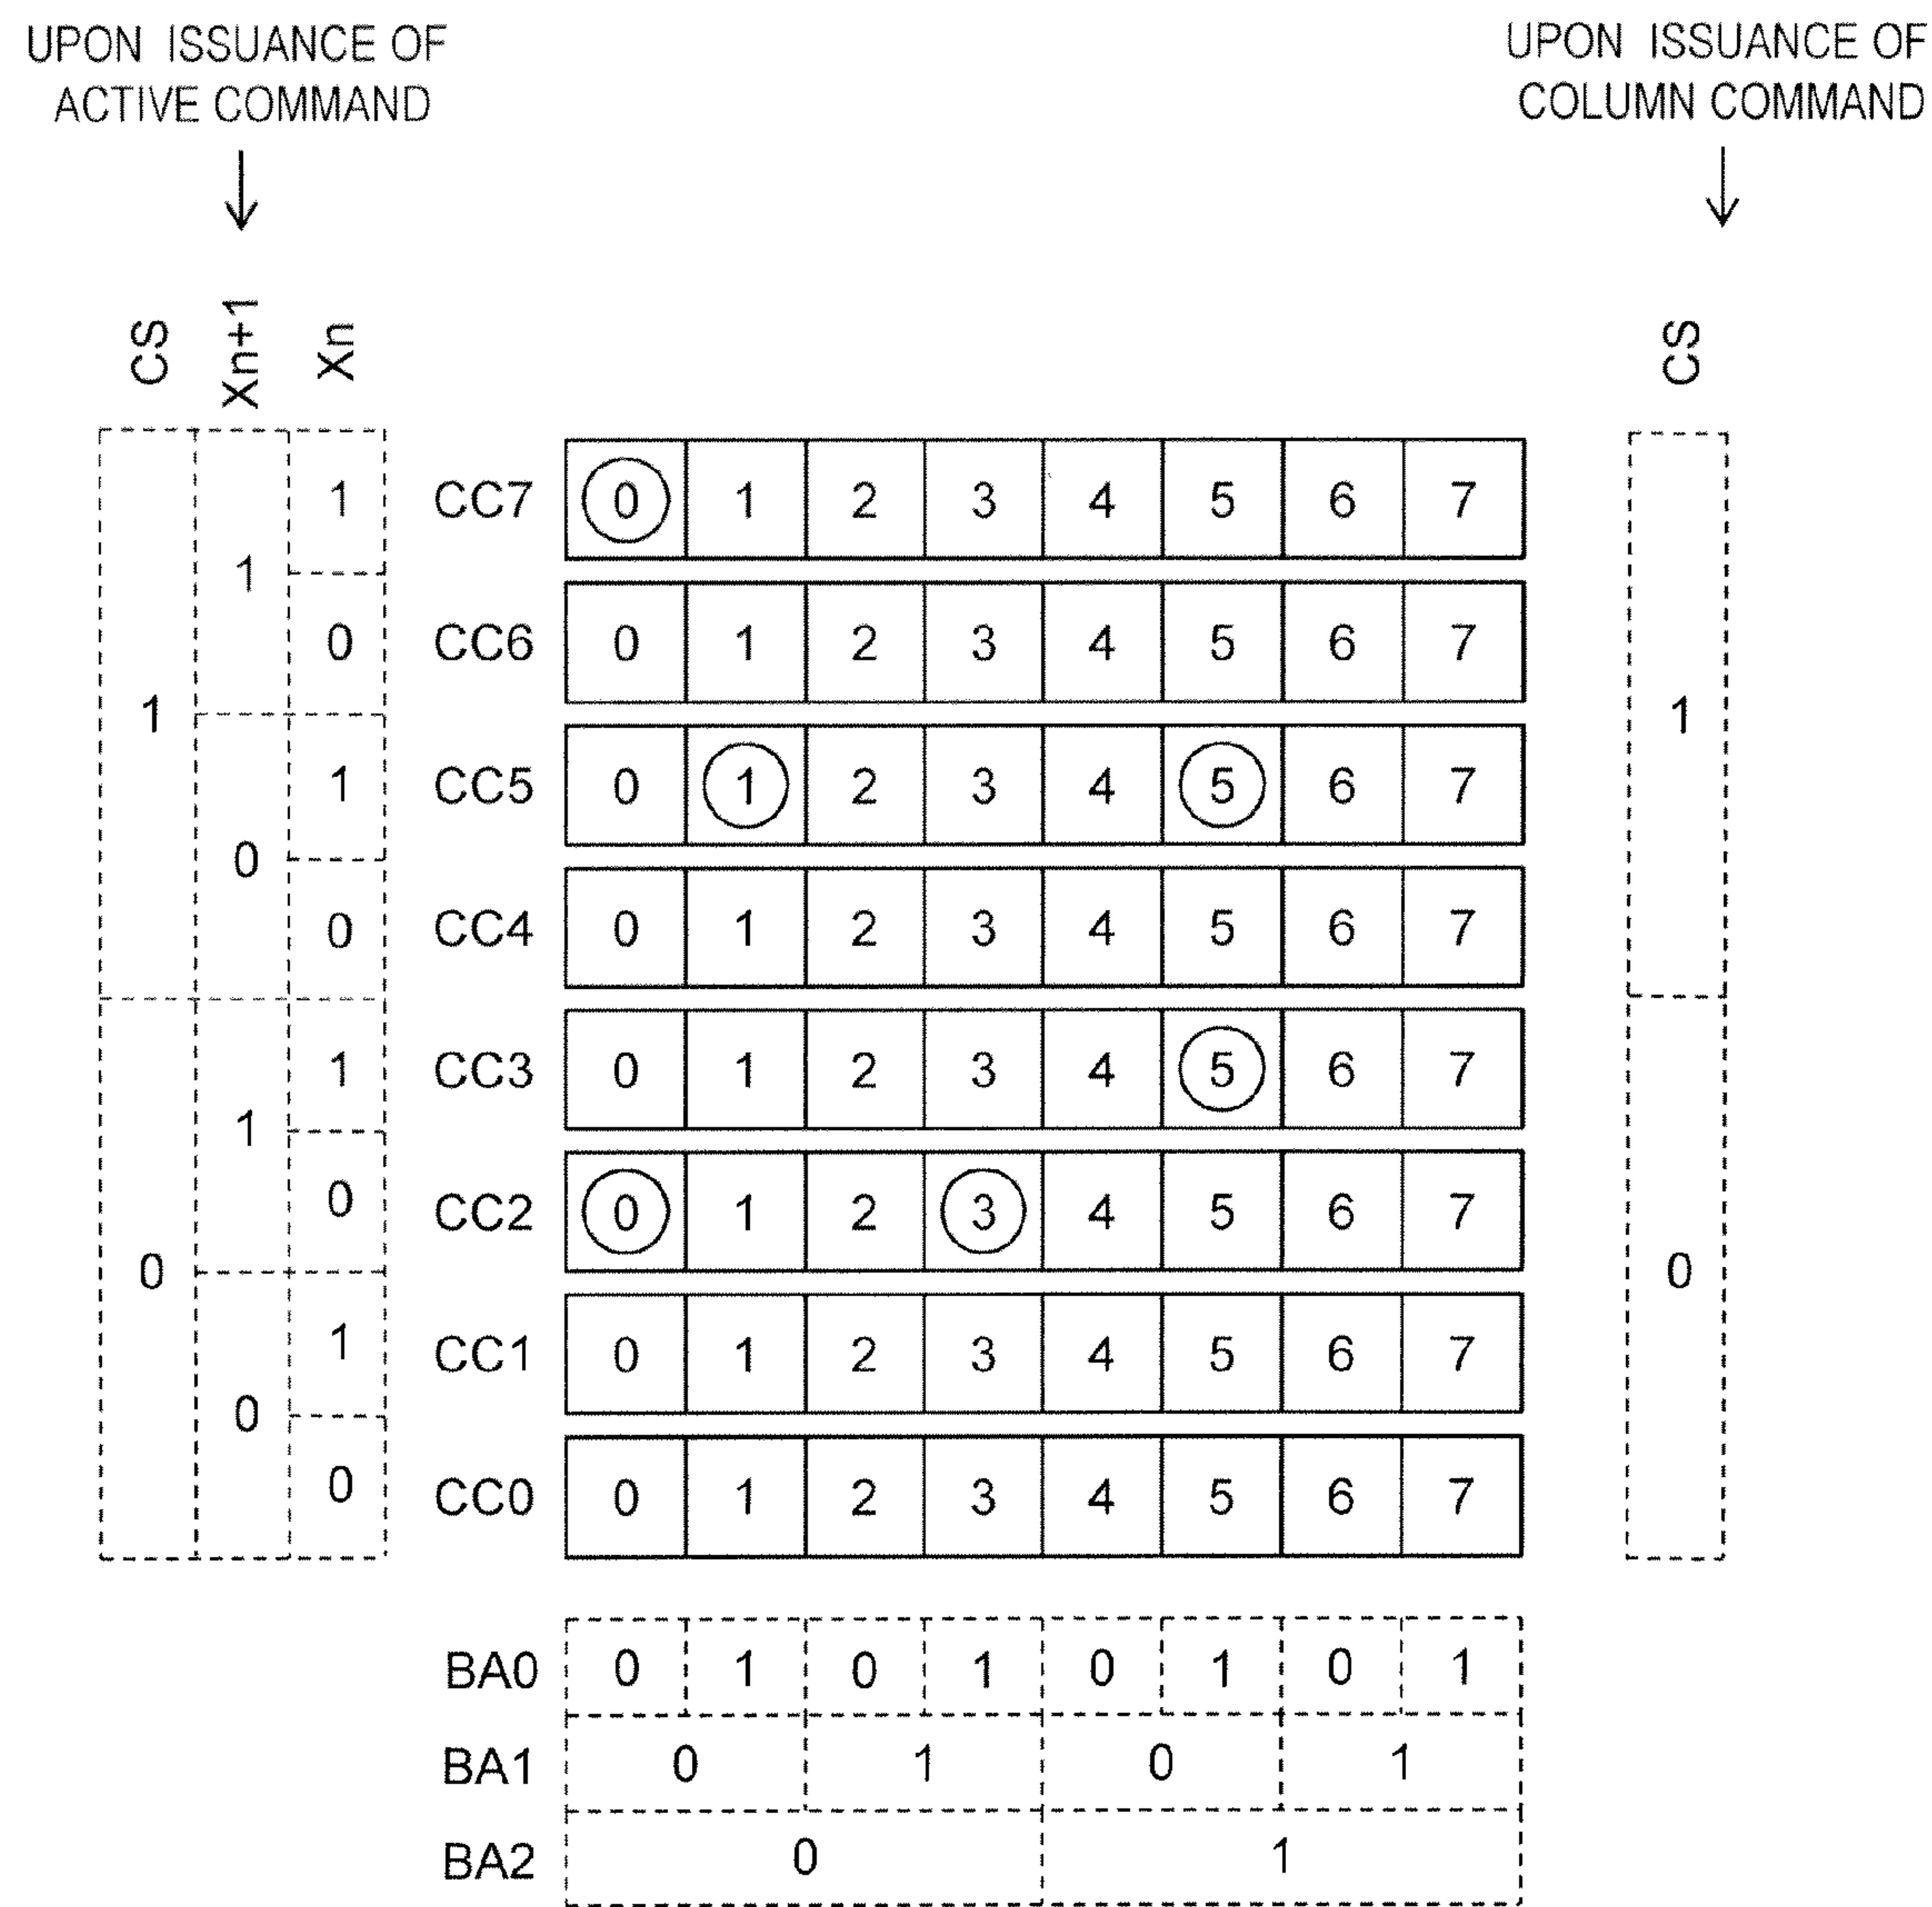 UPON ISSUANCE OF
ACTIVE COMMAND
UPON ISSUANCE OF
COLUMN COMMAND
CS Xn+1 Xn
CS
1 CC7 0 1 2 3 4 5 6 7
1
0 CC6 0 1 2 3 4 5 6 7
1 1
1 CC5 0 1 2 3 4 5 6 7
0
0 CC4 0 1 2 3 4 5 6 7
1 CC3 0 1 2 3 4 5 6 7
1
0 CC2 0 1 2 3 4 5 6 7
0 0
1 CC1 0 1 2 3 4 5 6 7
0
0 CC0 0 1 2 3 4 5 6 7
BA0 0 1 0 1 0 1 0 1
BA1 0 1 0 1
BA2 0 1